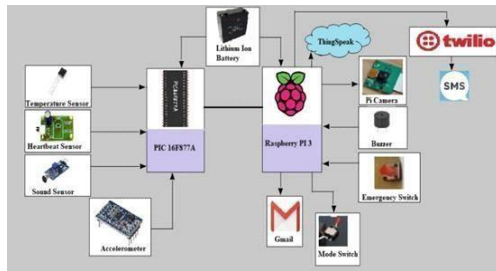 Lithium Ion
Battery
ThingSpeak
twilio
SMS
Temperature Sensor
Heartbeat Sensor
Sound Sensor
Accelerometer
PIC 16F877A
Raspberry PI 3
Pi Camera
Buzzer
Emergency Switch
Gmail
Mode Switch